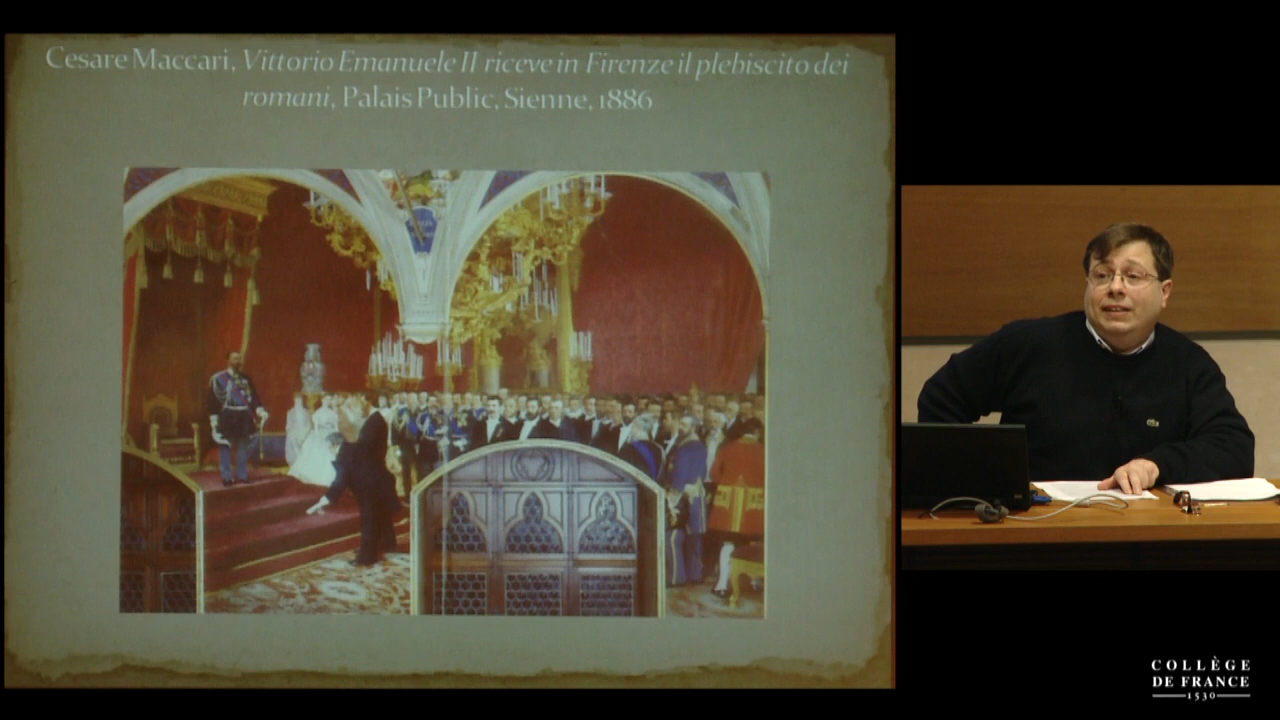 Cesare Maccari, Vittorio Emanuele II riceve in Firenze il plebiscito dei
romani, Palais Public, Sienne, 1886
COLLÈGE
DE FRANCE
1530